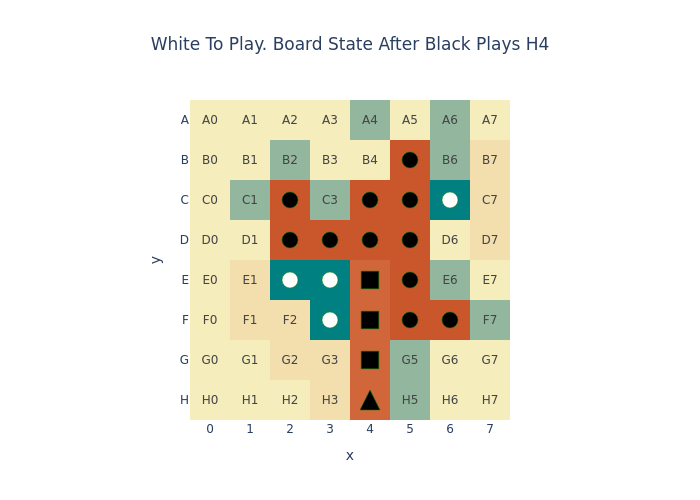 White To Play. Board State After Black Plays H4
A A0 A1 A2 A3 A4 A5 A6 A7
B B0 B1 B2 B3 B4 B6 B7
C C0 C1 C3 C7
D D0 D1 D6 D7
E E0 E1 E6 E7
F F0 F1 F2 F7
G G0 G1 G2 G3 G5 G6 G7
H H0 H1 H2 H3 H5 H6 H7
0 1 2 3 4 5 6 7
x
y